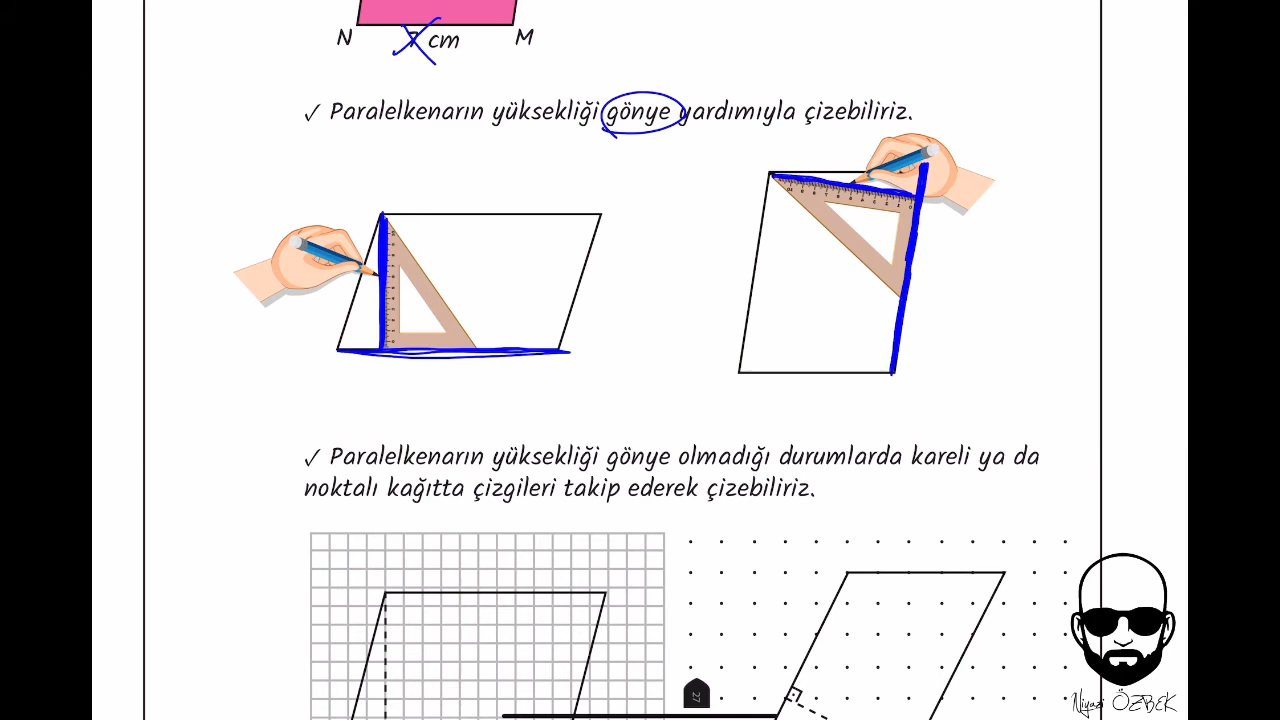 N 7 cm M
✓ Paralelkenarın yüksekliği gönye yardımıyla çizebiliriz.
✓ Paralelkenarın yüksekliği gönye olmadığı durumlarda kareli ya da
noktalı kağıtta çizgileri takip ederek çizebiliriz.
27
Niyazi ÖZBEK